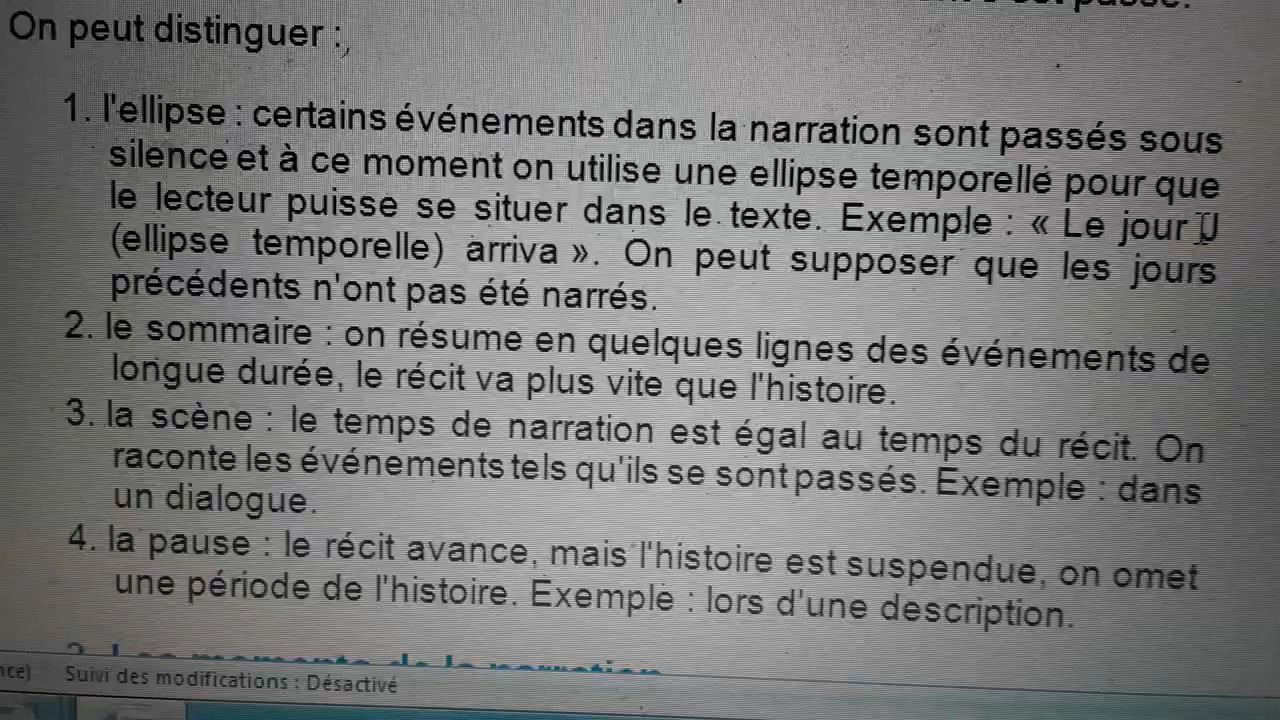 On peut distinguer :
1. l'ellipse : certains événements dans la narration sont passés sous
silence et à ce moment on utilise une ellipse temporelle pour que
le lecteur puisse se situer dans le texte. Exemple : « Le jour J
(ellipse temporelle) arriva ». On peut supposer que les jours
précédents n'ont pas été narrés.
2. le sommaire : on résume en quelques lignes des événements de
longue durée, le récit va plus vite que l'histoire.
3. la scène : le temps de narration est égal au temps du récit. On
raconte les événements tels qu'ils se sont passés. Exemple : dans
un dialogue.
4. la pause : le récit avance, mais l'histoire est suspendue, on omet
une période de l'histoire. Exemple : lors d'une description.
Suivi des modifications : Désactivé